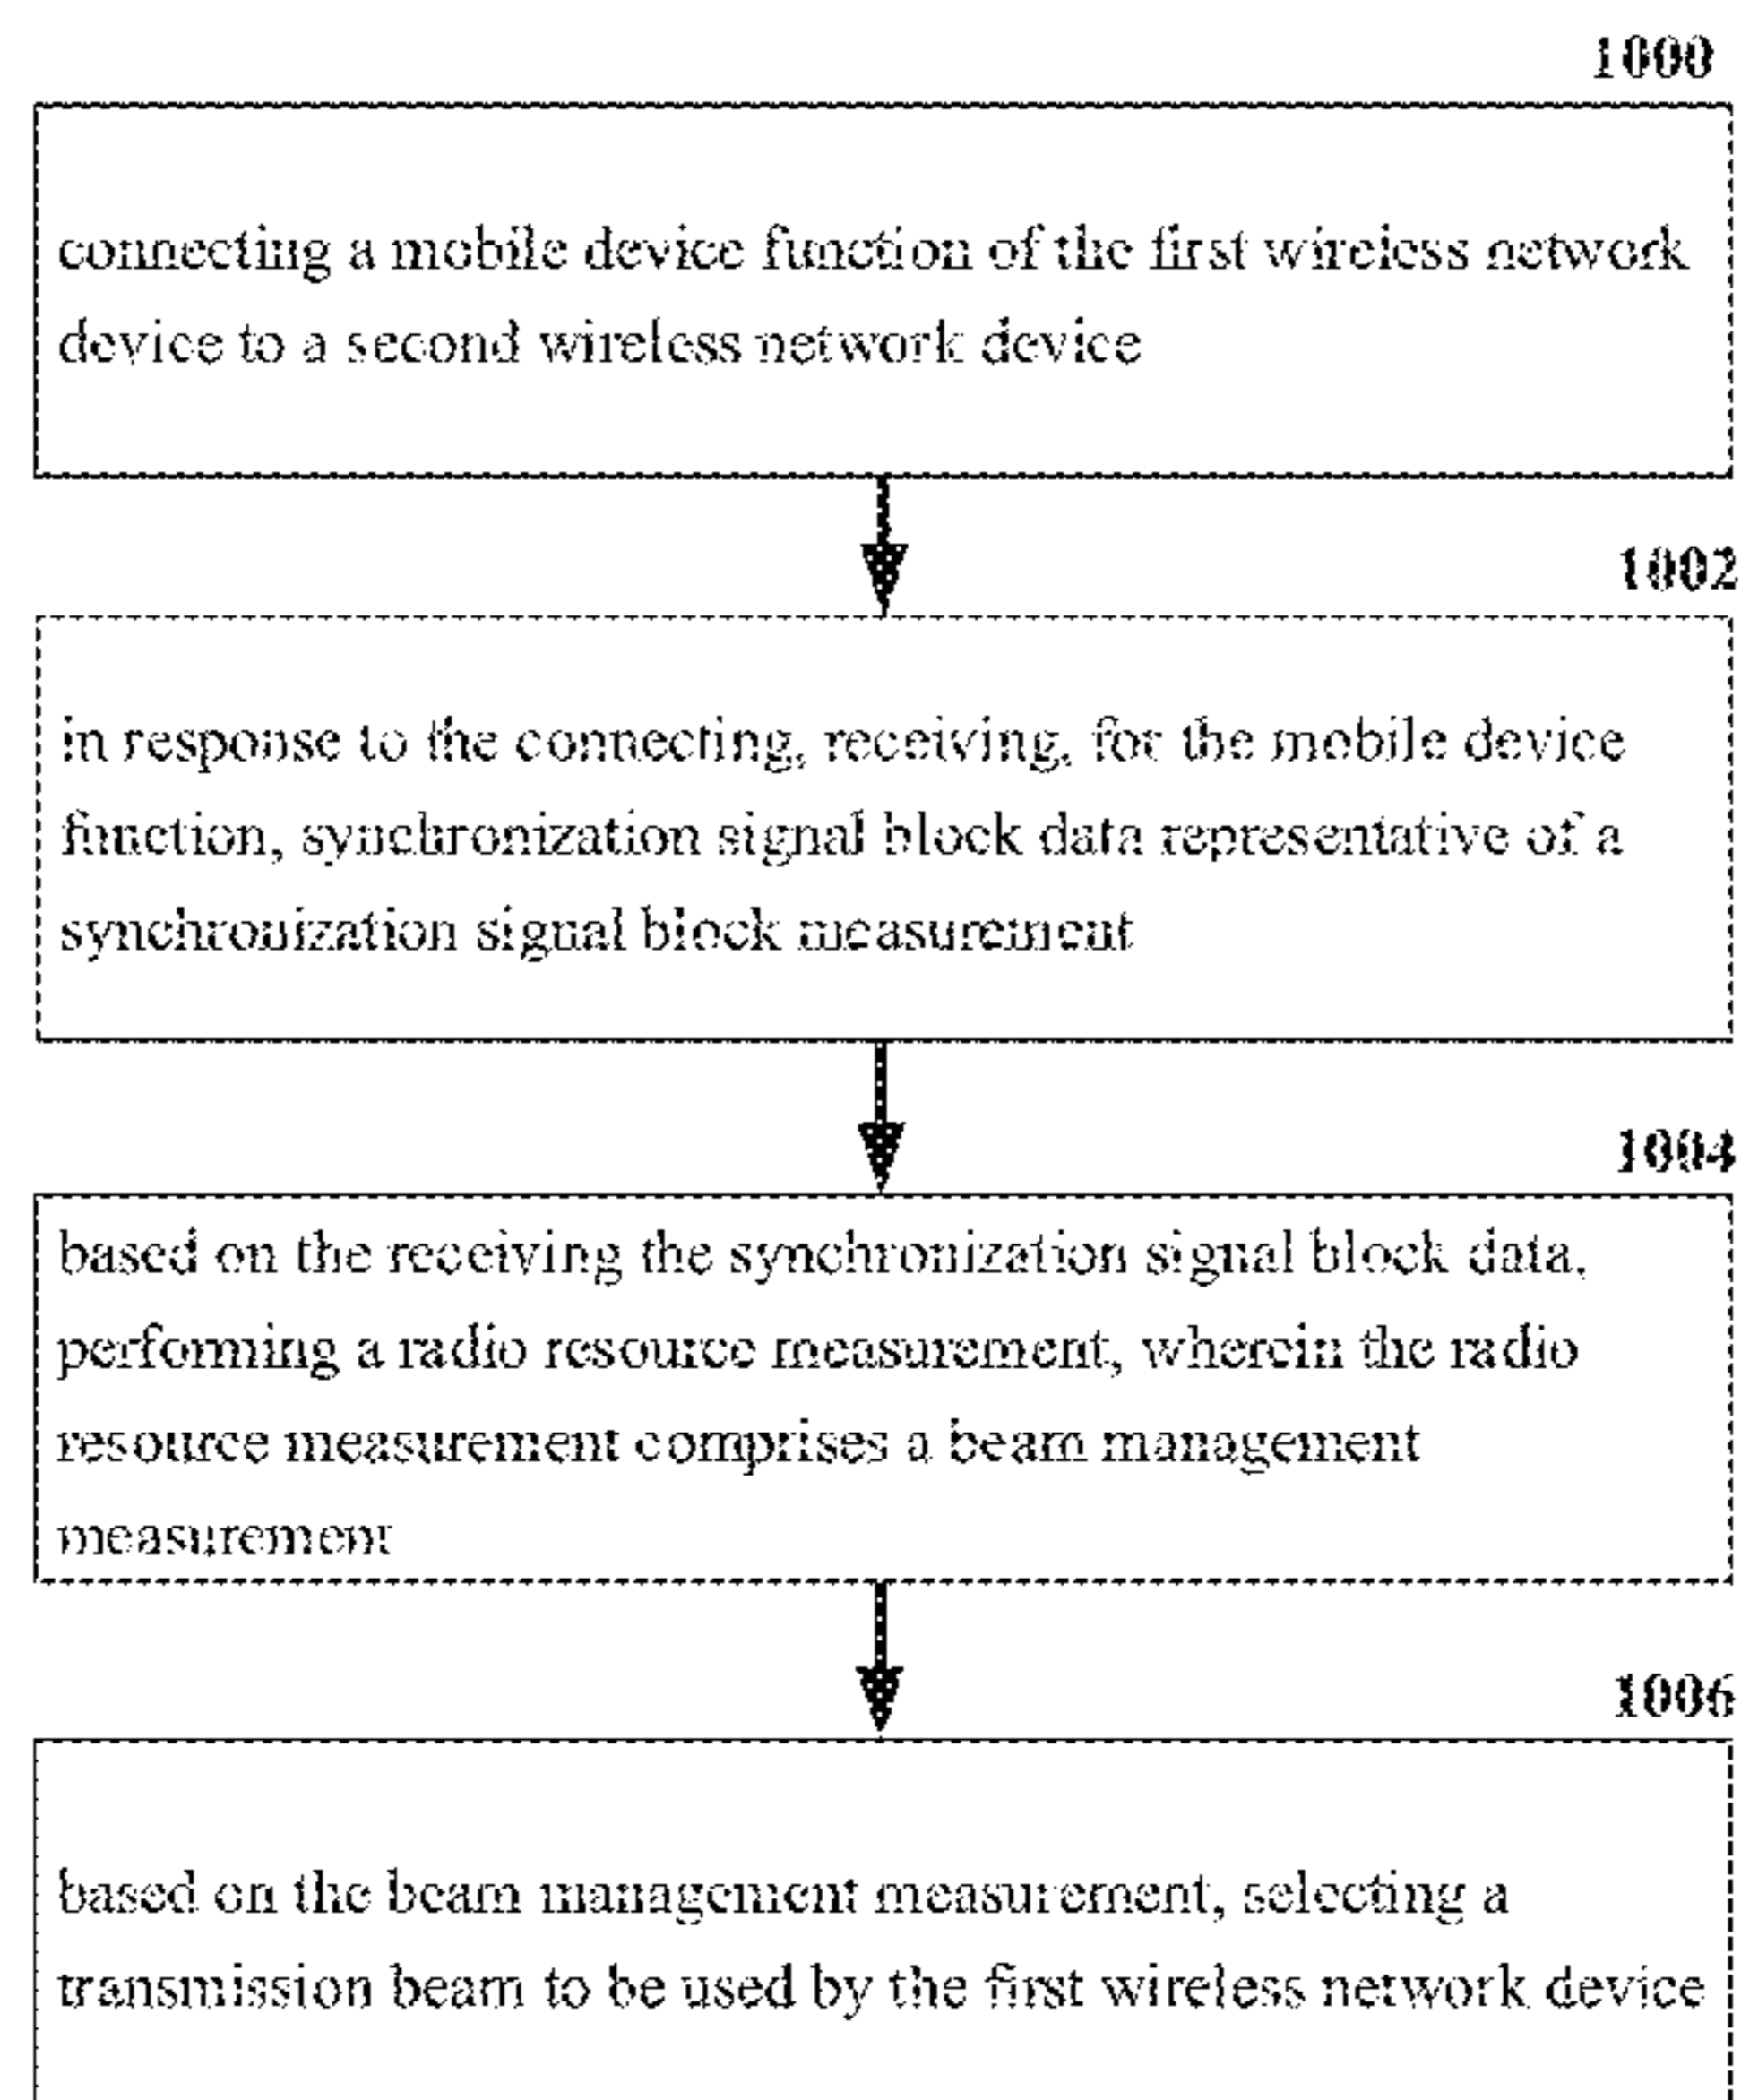 1000
connecting a mobile device function of the first wireless network
device to a second wireless network device
1002
in response to the connecting, receiving, for the mobile device
function, synchronization signal block data representative of a
synchronization signal block measurement
1004
based on the receiving the synchronization signal block data,
performing a radio resource measurement, wherein the radio
resource measurement comprises a beam management
measurement
1006
based on the beam management measurement, selecting a
transmission beam to be used by the first wireless network device